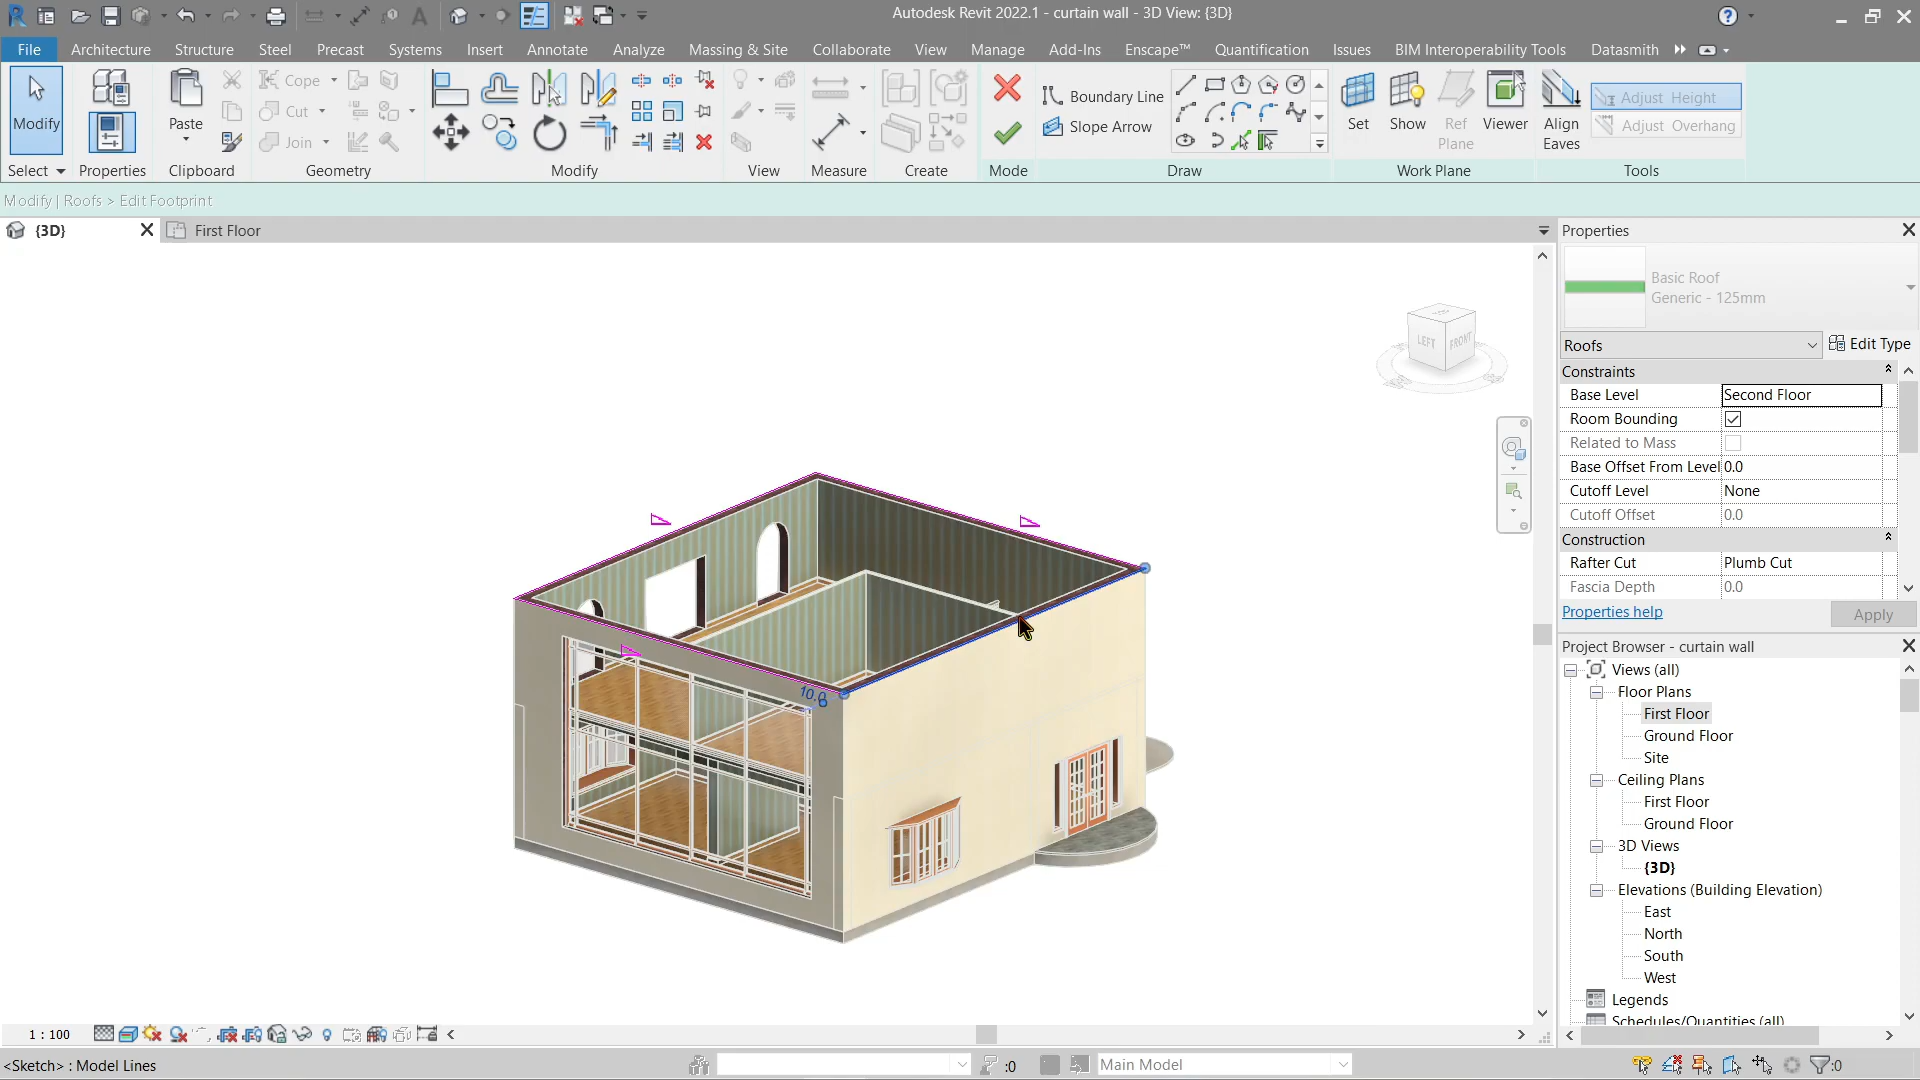 Autodesk Revit 2022.1 - curtain wall - 3D View: {3D}
File Architecture Structure Steel Precast Systems Insert Annotate Analyze Massing & Site Collaborate View Manage Add-Ins Enscape™ Quantification Issues BIM Interoperability Tools Datasmith
Modify
Paste
Cope
Cut
Join
Boundary Line
Slope Arrow
Set
Show
Ref Plane
Viewer
Align Eaves
Adjust Height
Adjust Overhang
Select Properties Clipboard Geometry Modify View Measure Create Mode Draw Work Plane Tools
Modify | Roofs > Edit Footprint
{3D} First Floor
TOP
LEFT
FRONT
10.0
Properties
Basic Roof
Generic - 125mm
Roofs Edit Type
Constraints
Base Level Second Floor
Room Bounding
Related to Mass
Base Offset From Level 0.0
Cutoff Level None
Cutoff Offset 0.0
Construction
Rafter Cut Plumb Cut
Fascia Depth 0.0
Properties help Apply
Project Browser - curtain wall
Views (all)
Floor Plans
First Floor
Ground Floor
Site
Ceiling Plans
First Floor
Ground Floor
3D Views
{3D}
Elevations (Building Elevation)
East
North
South
West
Legends
Schedules/Quantities (all)
1 : 100
<Sketch> : Model Lines
:0
Main Model
:0